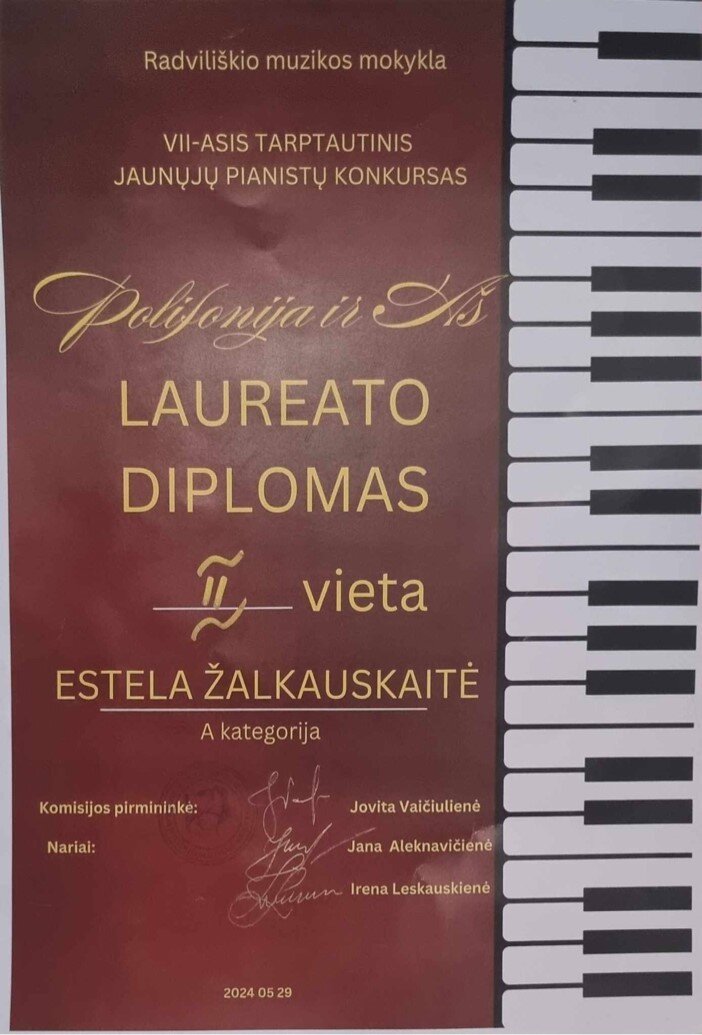 Radviliškio muzikos mokykla
VII-ASIS TARPTAUTINIS
JAUNŲJŲ PIANISTŲ KONKURSAS
Polifonija ir Aš
LAUREATO
DIPLOMAS
II vieta
ESTELA ŽALKAUSKAITĖ
A kategorija
Komisijos pirmininkė: Jovita Vaičiulienė
Nariai: Jana Aleknavičienė
Irena Leskauskienė
2024 05 29